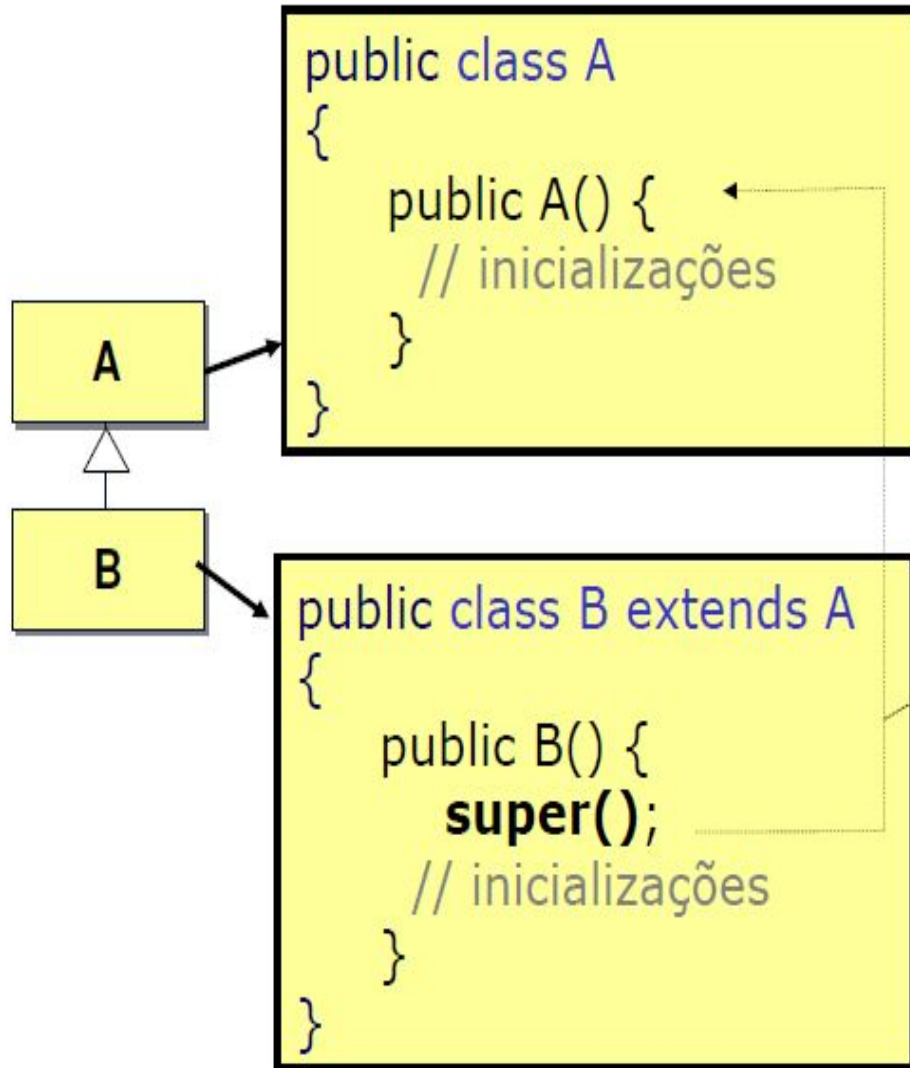 public class A
{
public A() {
// inicializações
}
}
A
B
public class B extends A
{
public B() {
super();
// inicializações
}
}